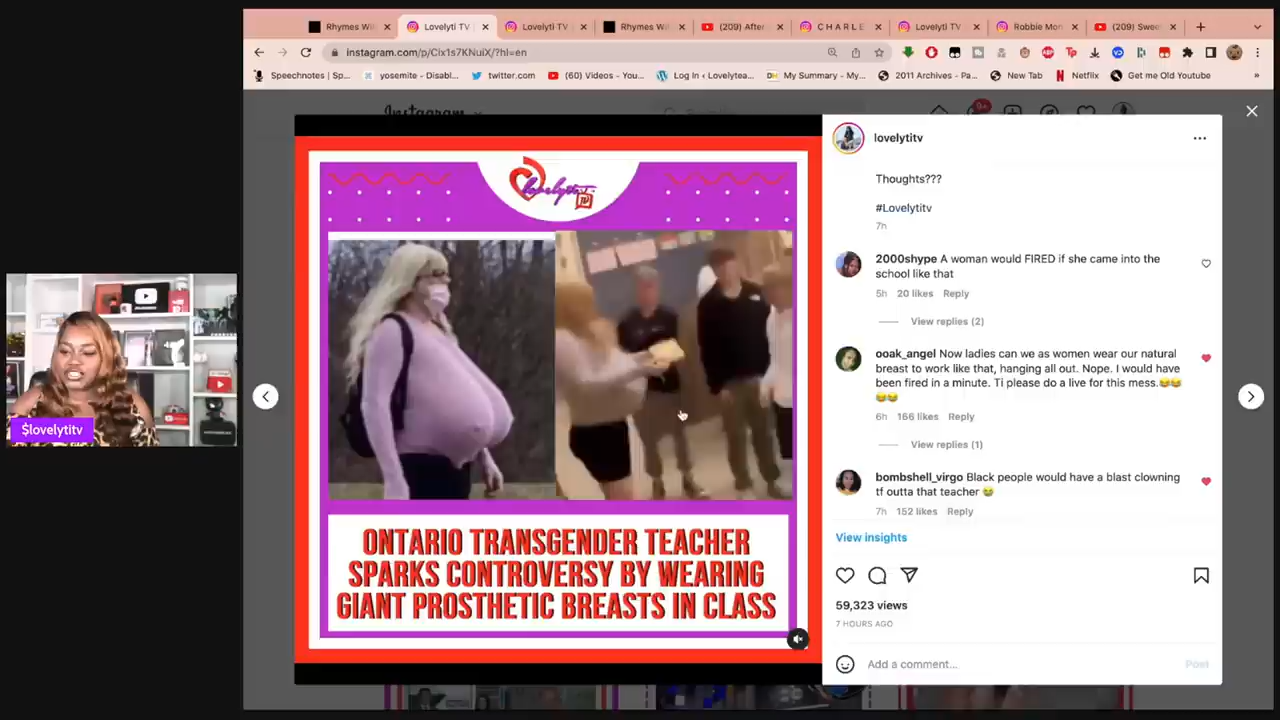 Rhymes Wi
Lovelyti TV
Lovelyti TV
Rhymes Wi
(209) After
C H A R L E
Lovelyti TV
Robbie Mon
(209) Swee
instagram.com/p/Cix1s7KNuiX/?hl=en
Speechnotes | Sp...
yosemite - Disabl...
twitter.com
(60) Videos - You...
Log In ‹ Lovelytea...
My Summary - My...
2011 Archives - Pa...
New Tab
Netflix
Get me Old Youtube
»
Instagram
9+
lovelytitv
Thoughts???
#Lovelytitv
7h
2000shype A woman would FIRED if she came into the
school like that
5h 20 likes Reply
View replies (2)
ooak_angel Now ladies can we as women wear our natural
breast to work like that, hanging all out. Nope. I would have
been fired in a minute. Ti please do a live for this mess.😂😂
😂😂
6h 166 likes Reply
View replies (1)
bombshell_virgo Black people would have a blast clowning
tf outta that teacher 😂
7h 152 likes Reply
View insights
59,323 views
7 HOURS AGO
Add a comment...
Post
lovelyti
TV
ONTARIO TRANSGENDER TEACHER
SPARKS CONTROVERSY BY WEARING
GIANT PROSTHETIC BREASTS IN CLASS
$lovelytitv